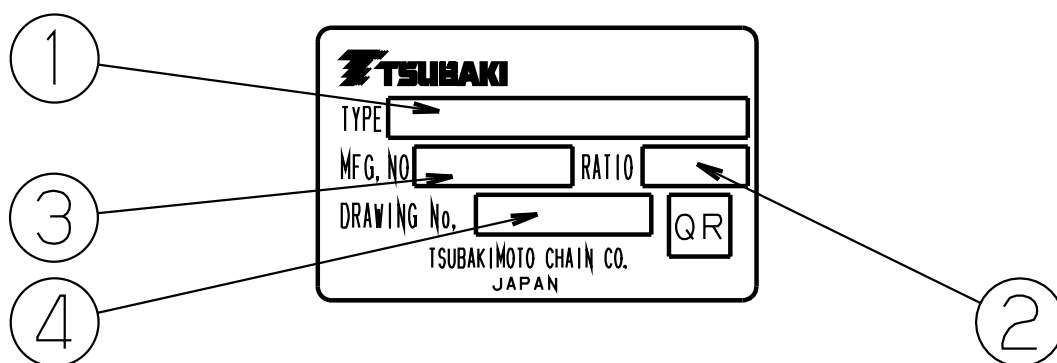 1
TSUBAKI
TYPE
MFG, NO RATIO
3
DRAWING No, QR
TSUBAKIMOTO CHAIN CO.
JAPAN
4
2